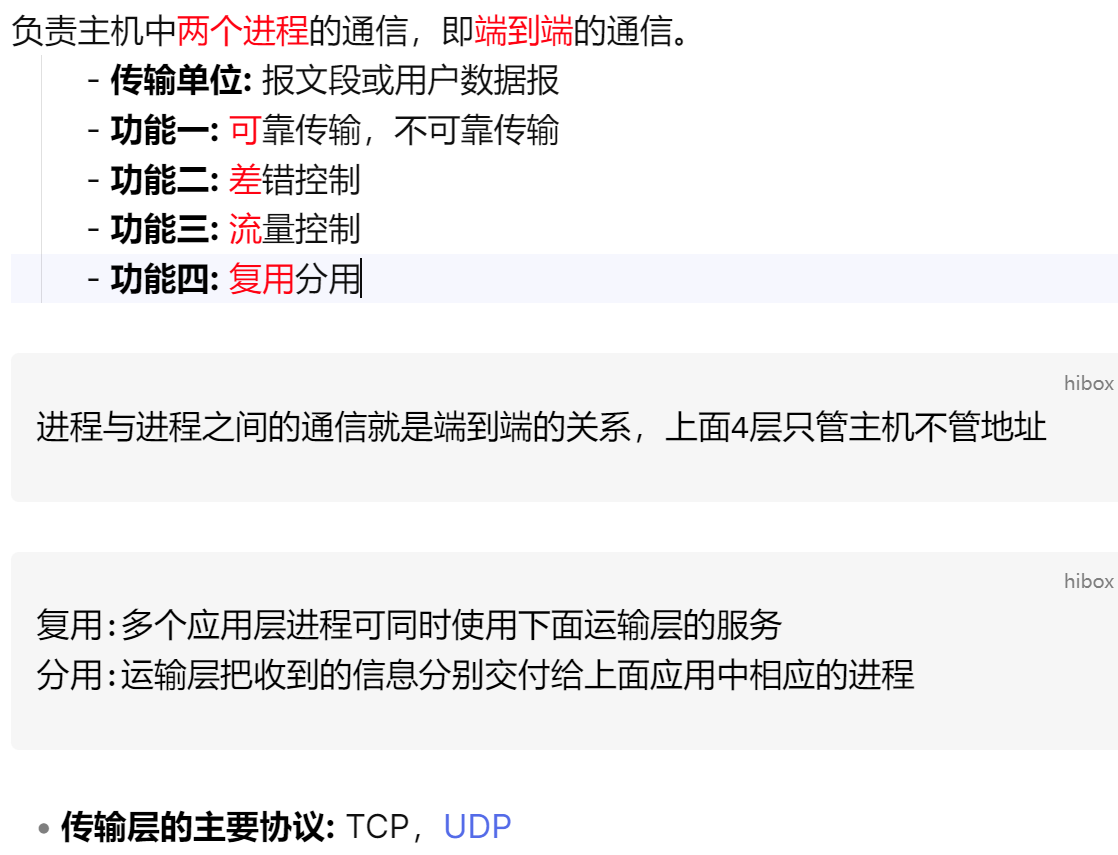 负责主机中两个进程的通信，即端到端的通信。
- 传输单位: 报文段或用户数据报
- 功能一: 可靠传输，不可靠传输
- 功能二: 差错控制
- 功能三: 流量控制
- 功能四: 复用分用
hibox
进程与进程之间的通信就是端到端的关系，上面4层只管主机不管地址
hibox
复用:多个应用层进程可同时使用下面运输层的服务
分用:运输层把收到的信息分别交付给上面应用中相应的进程
• 传输层的主要协议: TCP，UDP